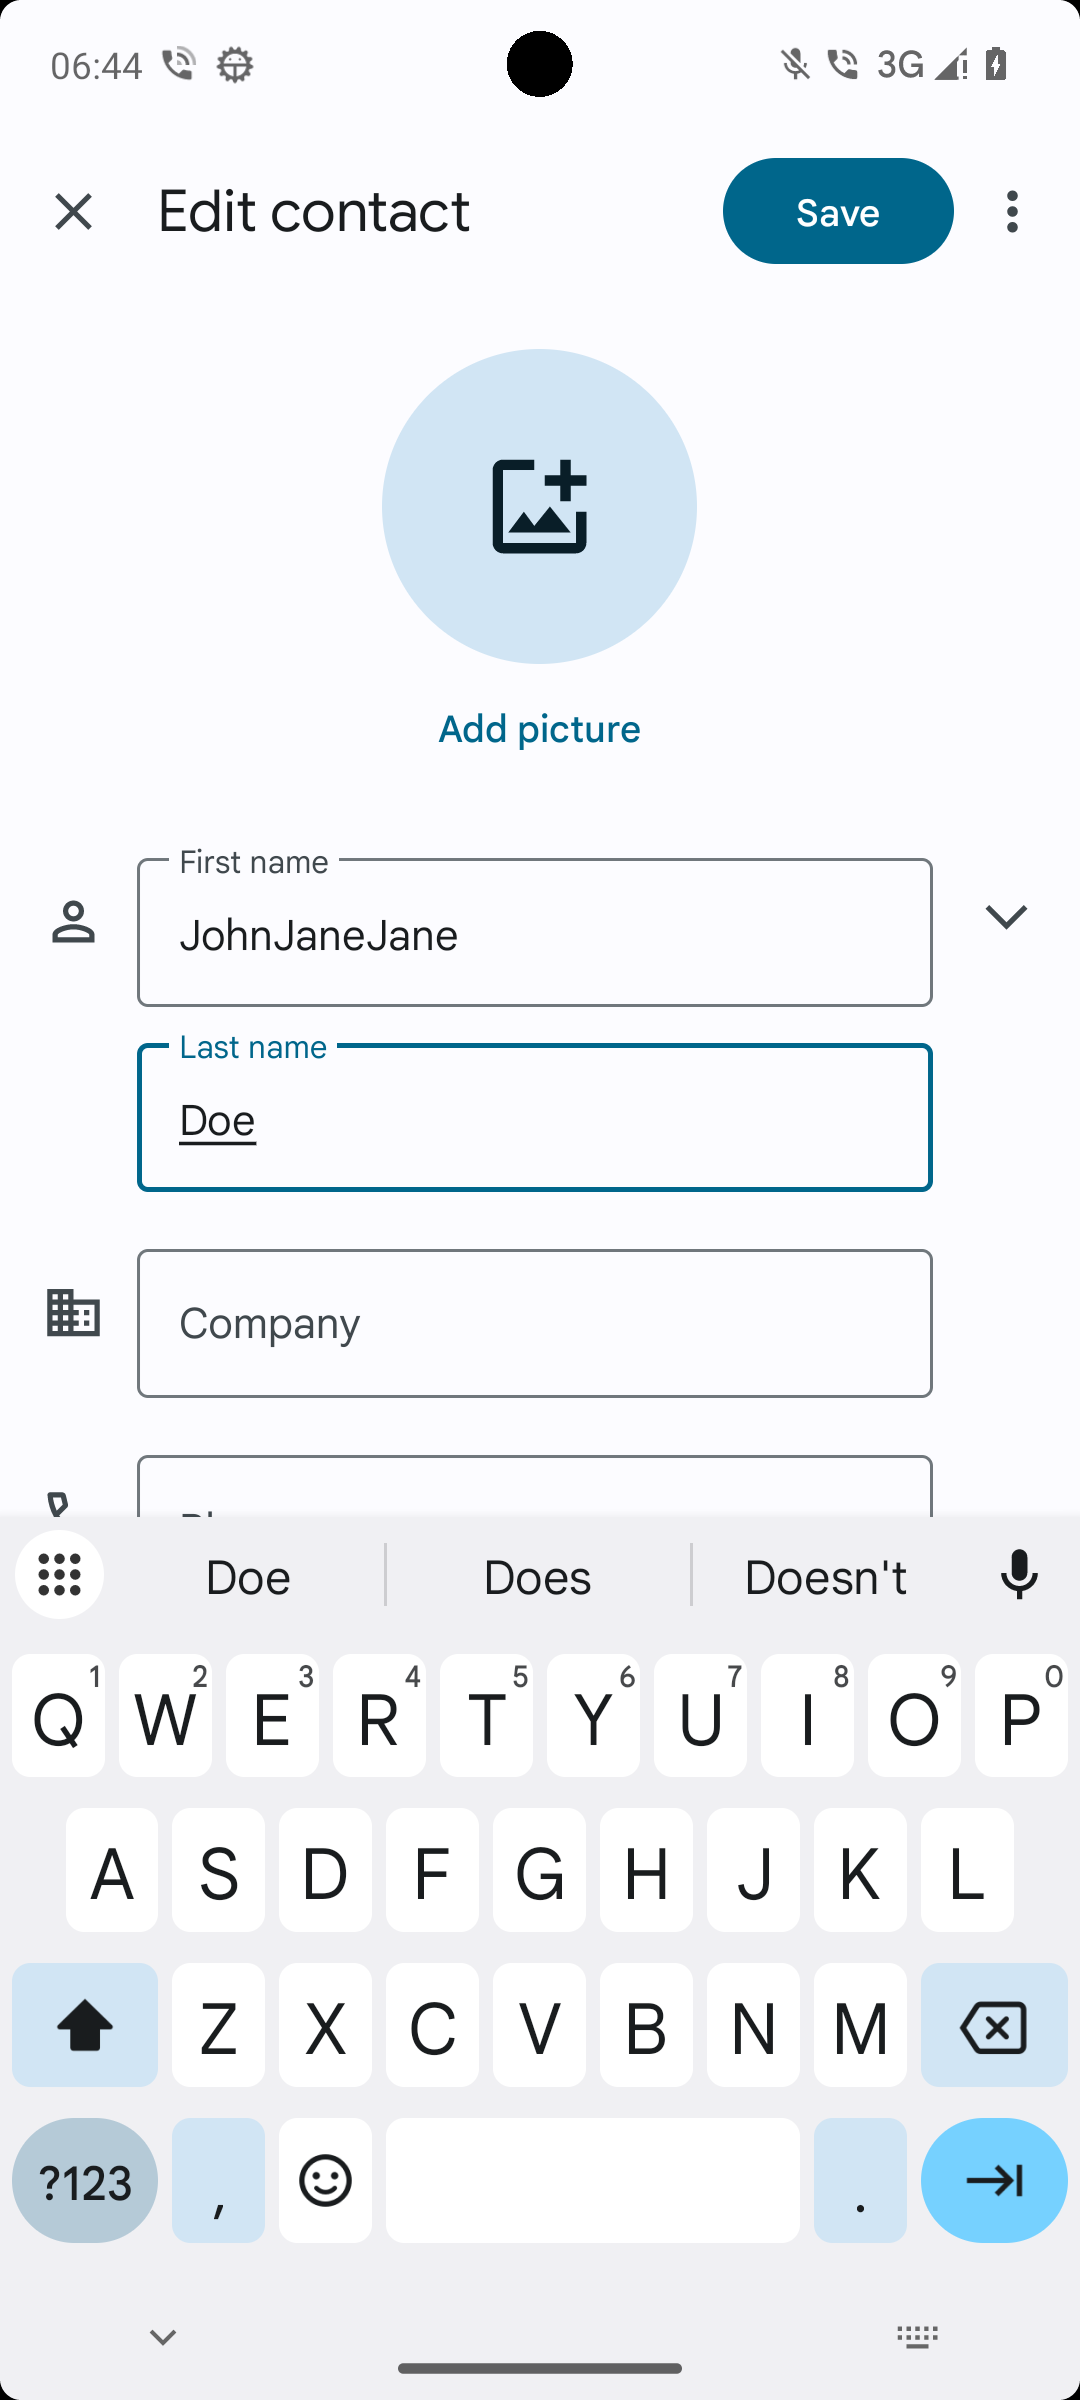 06:44
3G
Edit contact
Save
Add picture
First name
JohnJaneJane
Last name
Doe
Company
Doe Does Doesn't
Q 1 W 2 E 3 R 4 T 5 Y 6 U 7 I 8 O 9 P 0
A S D F G H J K L
Z X C V B N M
?123 , .